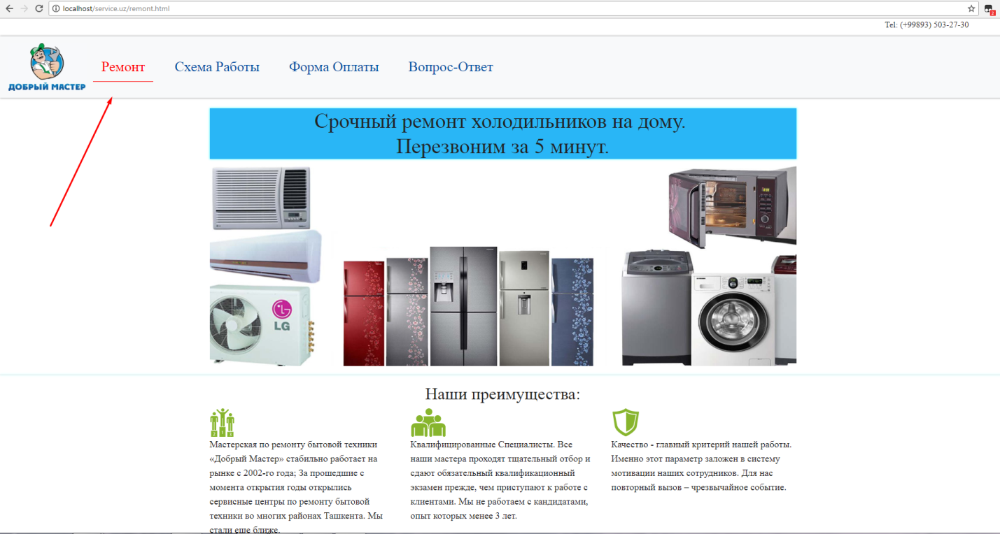 localhost/service.uz/remont.html
2
Tel: (+99893) 503-27-30
ДОБРЫЙ МАСТЕР
Ремонт
Схема Работы
Форма Оплаты
Вопрос-Ответ
Срочный ремонт холодильников на дому.
Перезвоним за 5 минут.
LG
Наши преимущества:
2 1 3
Мастерская по ремонту бытовой техники
«Добрый Мастер» стабильно работает на
рынке с 2002-го года; За прошедшие с
момента открытия годы открылись
сервисные центры по ремонту бытовой
техники во многих районах Ташкента. Мы
стали еще ближе.
Квалифицированные Специалисты. Все
наши мастера проходят тщательный отбор и
сдают обязательный квалификационный
экзамен прежде, чем приступают к работе с
клиентами. Мы не работаем с кандидатами,
опыт которых менее 3 лет.
Качество - главный критерий нашей работы.
Именно этот параметр заложен в систему
мотивации наших сотрудников. Для нас
повторный вызов – чрезвычайное событие.